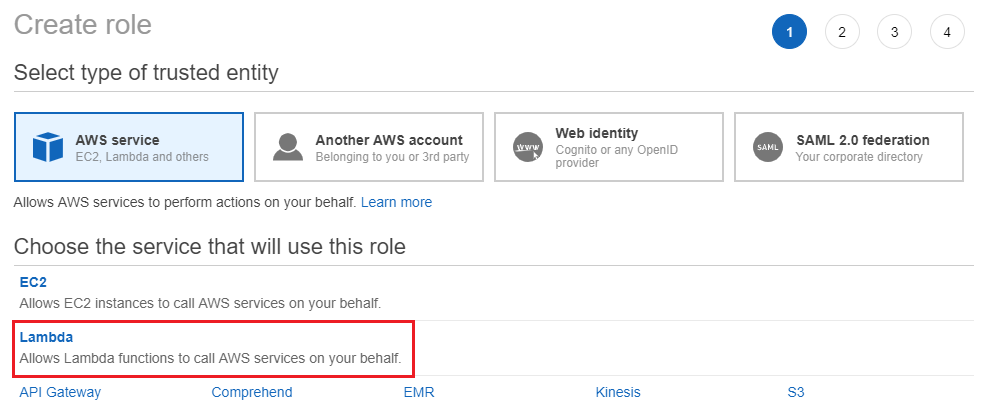 Create role
1 2 3 4
Select type of trusted entity
AWS service
EC2, Lambda and others
Another AWS account
Belonging to you or 3rd party
www
Web identity
Cognito or any OpenID
provider
SAML
SAML 2.0 federation
Your corporate directory
Allows AWS services to perform actions on your behalf. Learn more
Choose the service that will use this role
EC2
Allows EC2 instances to call AWS services on your behalf.
Lambda
Allows Lambda functions to call AWS services on your behalf.
API Gateway Comprehend EMR Kinesis S3